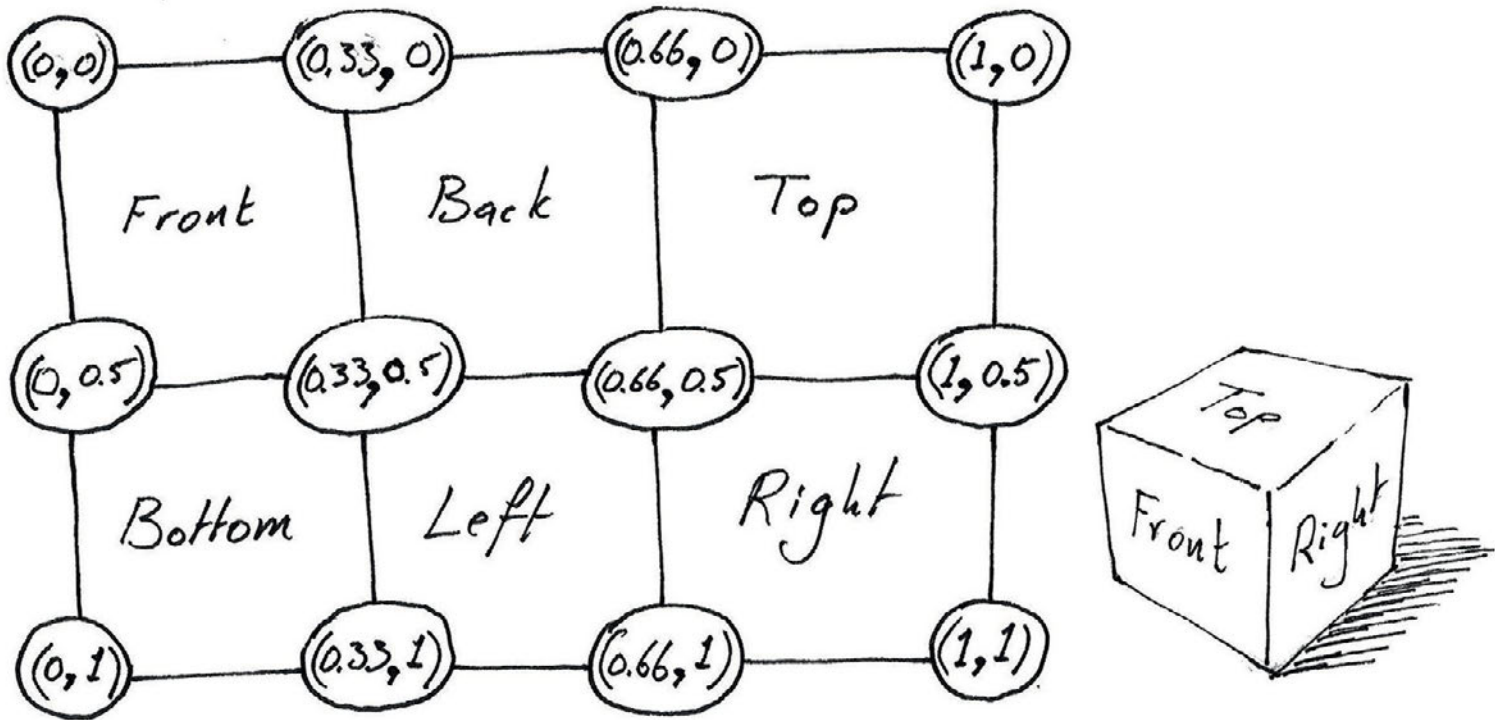 (0,0) (0.33, 0) (0.66, 0) (1,0)
Front Back Top
(0, 0.5) (0.33,0.5) (0.66, 0.5) (1, 0.5)
Bottom Left Right
(0, 1) (0.33,1) (0.66, 1) (1,1)
Top
Front Right